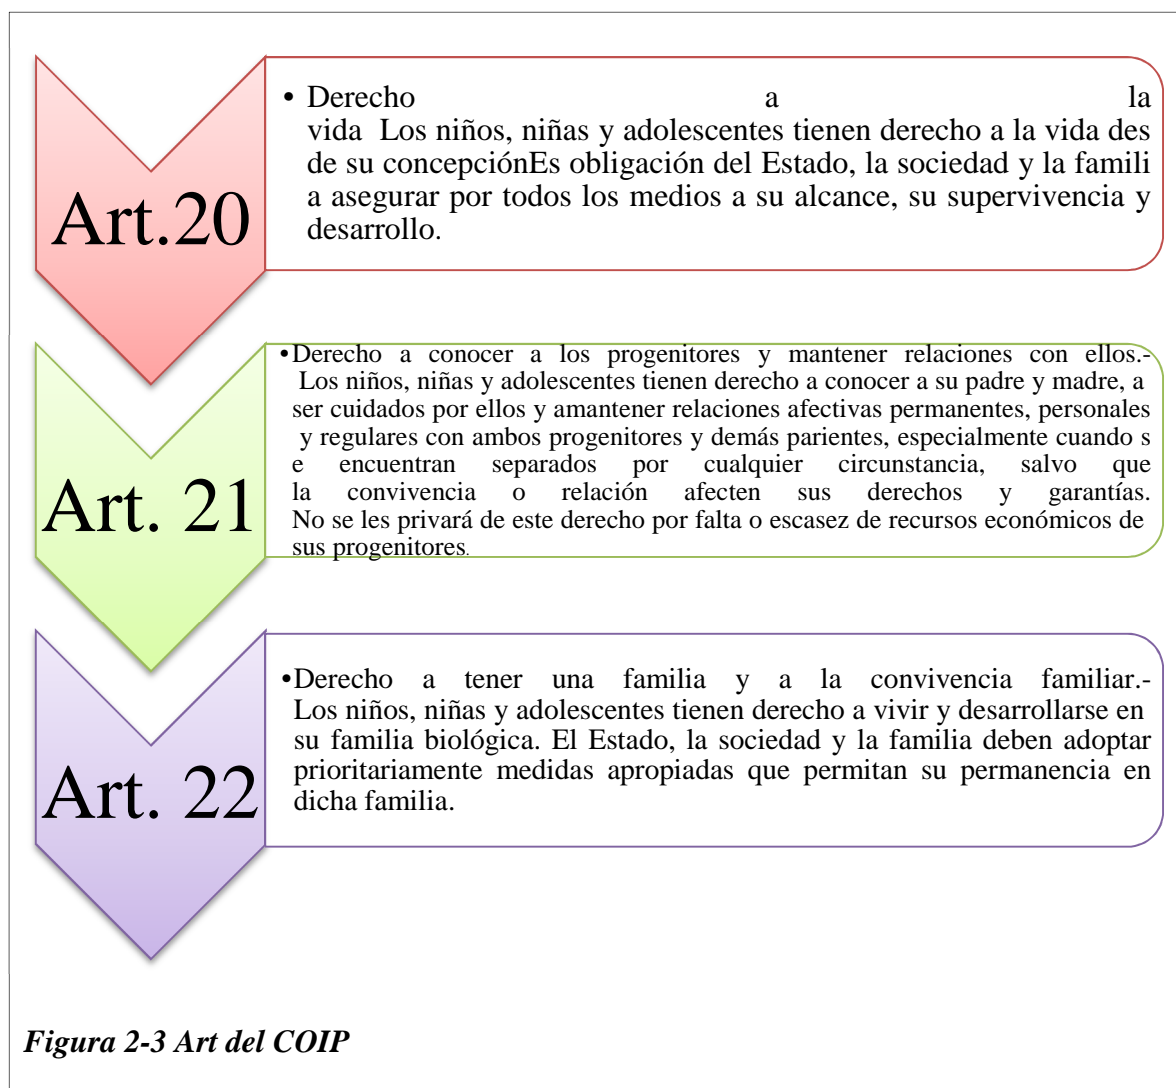 Art.20
• Derecho a la
vida Los niños, niñas y adolescentes tienen derecho a la vida des
de su concepciónEs obligación del Estado, la sociedad y la famili
a asegurar por todos los medios a su alcance, su supervivencia y
desarrollo.
Art. 21
•Derecho a conocer a los progenitores y mantener relaciones con ellos.-
Los niños, niñas y adolescentes tienen derecho a conocer a su padre y madre, a
ser cuidados por ellos y amantener relaciones afectivas permanentes, personales
y regulares con ambos progenitores y demás parientes, especialmente cuando s
e encuentran separados por cualquier circunstancia, salvo que
la convivencia o relación afecten sus derechos y garantías.
No se les privará de este derecho por falta o escasez de recursos económicos de
sus progenitores.
Art. 22
•Derecho a tener una familia y a la convivencia familiar.-
Los niños, niñas y adolescentes tienen derecho a vivir y desarrollarse en
su familia biológica. El Estado, la sociedad y la familia deben adoptar
prioritariamente medidas apropiadas que permitan su permanencia en
dicha familia.
Figura 2-3 Art del COIP